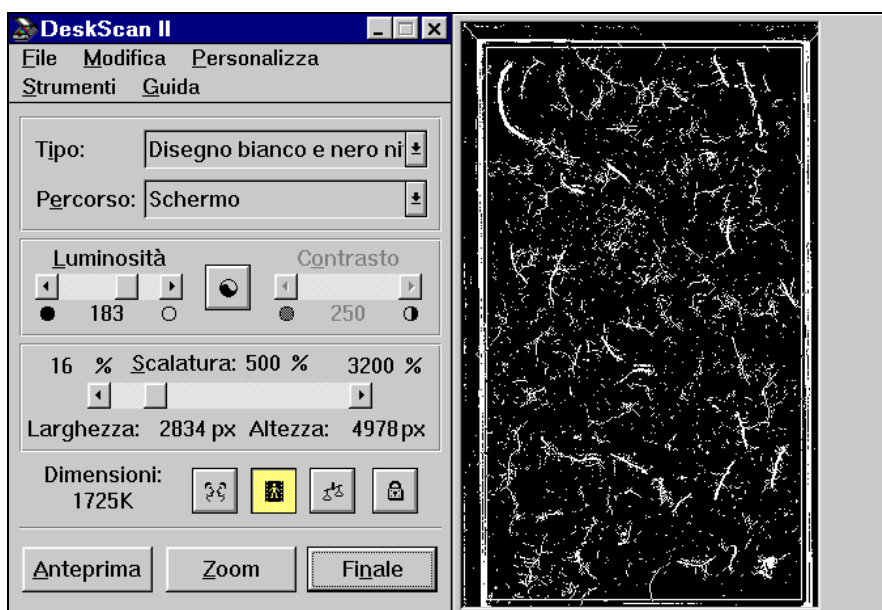 DeskScan II
File Modifica Personalizza
Strumenti Guida
Tipo: Disegno bianco e nero ni
Percorso: Schermo
Luminosità Contrasto
183 250
16 % Scalatura: 500 % 3200 %
Larghezza: 2834 px Altezza: 4978 px
Dimensioni:
1725K
Anteprima Zoom Finale